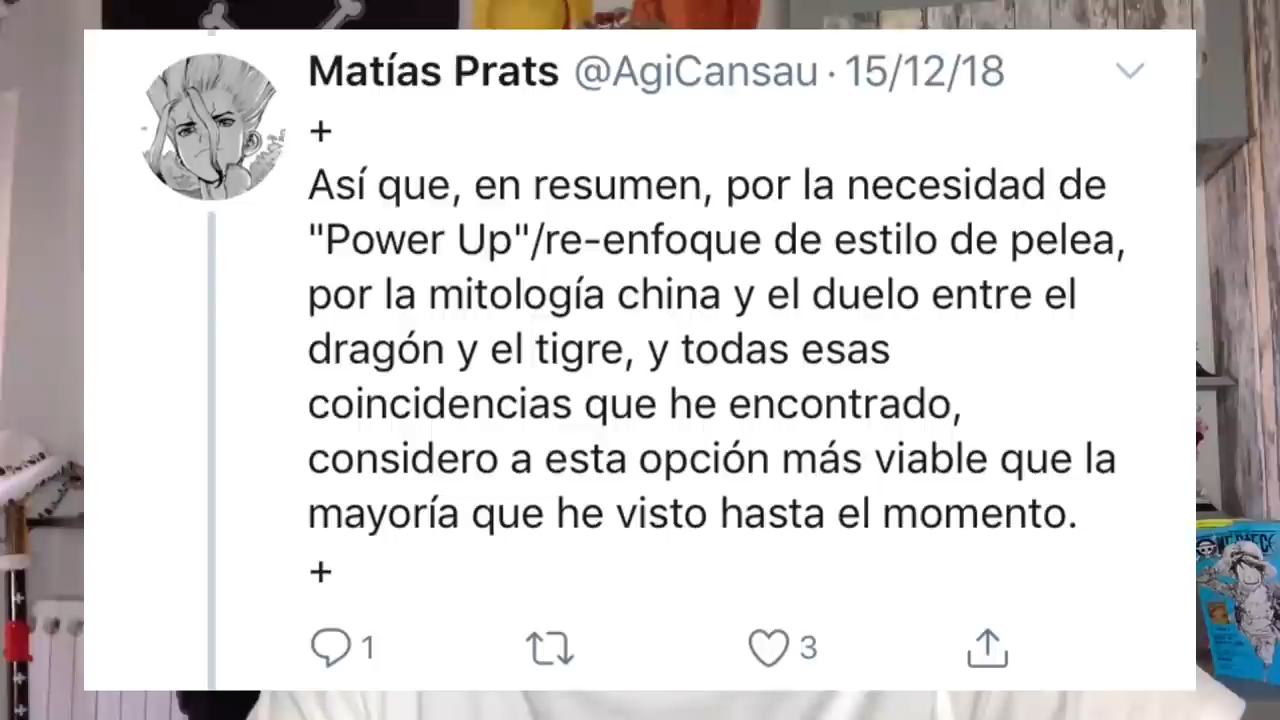 Matías Prats @AgiCansau · 15/12/18
+
Así que, en resumen, por la necesidad de
"Power Up"/re-enfoque de estilo de pelea,
por la mitología china y el duelo entre el
dragón y el tigre, y todas esas
coincidencias que he encontrado,
considero a esta opción más viable que la
mayoría que he visto hasta el momento.
+
1 3
ONE PIECE